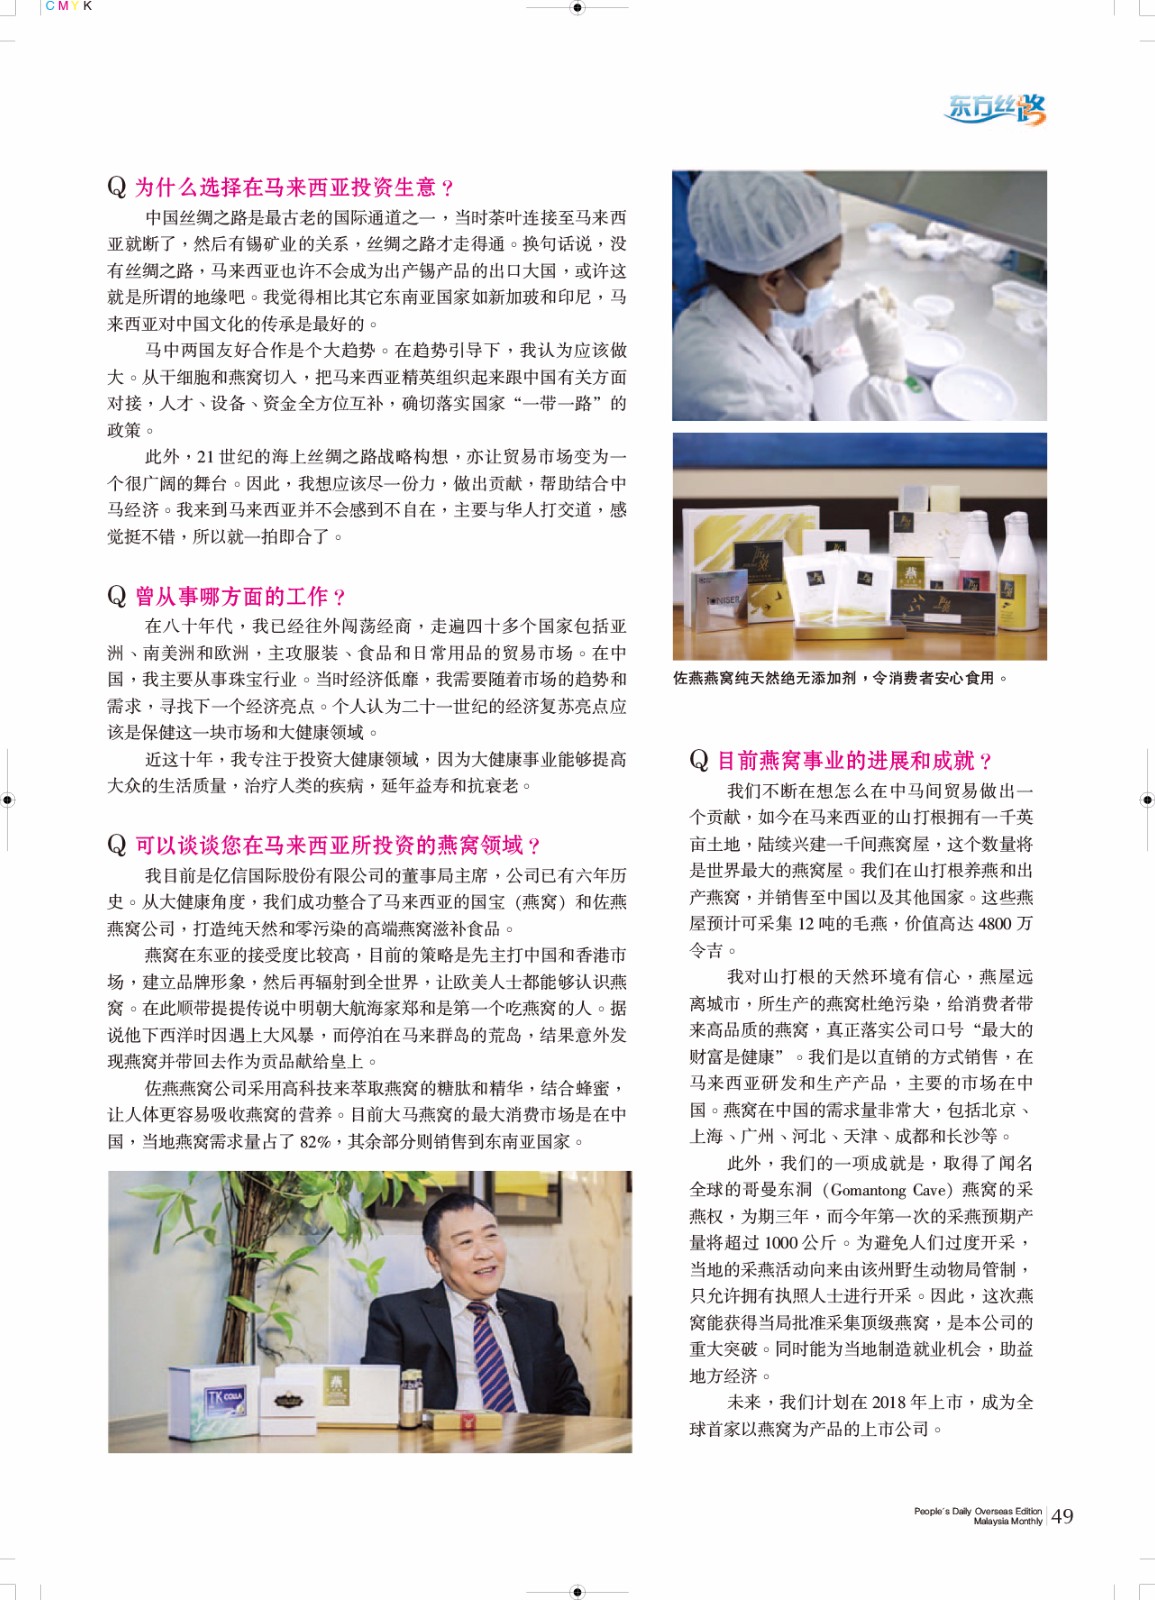 CMYK
东方丝路
Q 为什么选择在马来西亚投资生意？
中国丝绸之路是最古老的国际通道之一，当时茶叶连接至马来西
亚就断了，然后有锡矿业的关系，丝绸之路才走得通。换句话说，没
有丝绸之路，马来西亚也许不会成为出产锡产品的出口大国，或许这
就是所谓的地缘吧。我觉得相比其它东南亚国家如新加玻和印尼，马
来西亚对中国文化的传承是最好的。
马中两国友好合作是个大趋势。在趋势引导下，我认为应该做
大。从干细胞和燕窝切入，把马来西亚精英组织起来跟中国有关方面
对接，人才、设备、资金全方位互补，确切落实国家“一带一路”的
政策。
此外，21 世纪的海上丝绸之路战略构想，亦让贸易市场变为一
个很广阔的舞台。因此，我想应该尽一份力，做出贡献，帮助结合中
马经济。我来到马来西亚并不会感到不自在，主要与华人打交道，感
觉挺不错，所以就一拍即合了。
Q 曾从事哪方面的工作？
在八十年代，我已经往外闯荡经商，走遍四十多个国家包括亚
洲、南美洲和欧洲，主攻服装、食品和日常用品的贸易市场。在中
国，我主要从事珠宝行业。当时经济低靡，我需要随着市场的趋势和
需求，寻找下一个经济亮点。个人认为二十一世纪的经济复苏亮点应
该是保健这一块市场和大健康领域。
近这十年，我专注于投资大健康领域，因为大健康事业能够提高
大众的生活质量，治疗人类的疾病，延年益寿和抗衰老。
Q 可以谈谈您在马来西亚所投资的燕窝领域？
我目前是亿信国际股份有限公司的董事局主席，公司已有六年历
史。从大健康角度，我们成功整合了马来西亚的国宝（燕窝）和佐燕
燕窝公司，打造纯天然和零污染的高端燕窝滋补食品。
燕窝在东亚的接受度比较高，目前的策略是先主打中国和香港市
场，建立品牌形象，然后再辐射到全世界，让欧美人士都能够认识燕
窝。在此顺带提提传说中明朝大航海家郑和是第一个吃燕窝的人。据
说他下西洋时因遇上大风暴，而停泊在马来群岛的荒岛，结果意外发
现燕窝并带回去作为贡品献给皇上。
佐燕燕窝公司采用高科技来萃取燕窝的糖肽和精华，结合蜂蜜，
让人体更容易吸收燕窝的营养。目前大马燕窝的最大消费市场是在中
国，当地燕窝需求量占了 82%，其余部分则销售到东南亚国家。
TK COLLA
燕
佐燕燕窝纯天然绝无添加剂，令消费者安心食用。
Q 目前燕窝事业的进展和成就？
我们不断在想怎么在中马间贸易做出一
个贡献，如今在马来西亚的山打根拥有一千英
亩土地，陆续兴建一千间燕窝屋，这个数量将
是世界最大的燕窝屋。我们在山打根养燕和出
产燕窝，并销售至中国以及其他国家。这些燕
屋预计可采集 12 吨的毛燕，价值高达 4800 万
令吉。
我对山打根的天然环境有信心，燕屋远
离城市，所生产的燕窝杜绝污染，给消费者带
来高品质的燕窝，真正落实公司口号“最大的
财富是健康”。我们是以直销的方式销售，在
马来西亚研发和生产产品，主要的市场在中
国。燕窝在中国的需求量非常大，包括北京、
上海、广州、河北、天津、成都和长沙等。
此外，我们的一项成就是，取得了闻名
全球的哥曼东洞（Gomantong Cave）燕窝的采
燕权，为期三年，而今年第一次的采燕预期产
量将超过 1000 公斤。为避免人们过度开采，
当地的采燕活动向来由该州野生动物局管制，
只允许拥有执照人士进行开采。因此，这次燕
窝能获得当局批准采集顶级燕窝，是本公司的
重大突破。同时能为当地制造就业机会，助益
地方经济。
未来，我们计划在 2018 年上市，成为全
球首家以燕窝为产品的上市公司。
People's Daily Overseas Edition
Malaysia Monthly
49